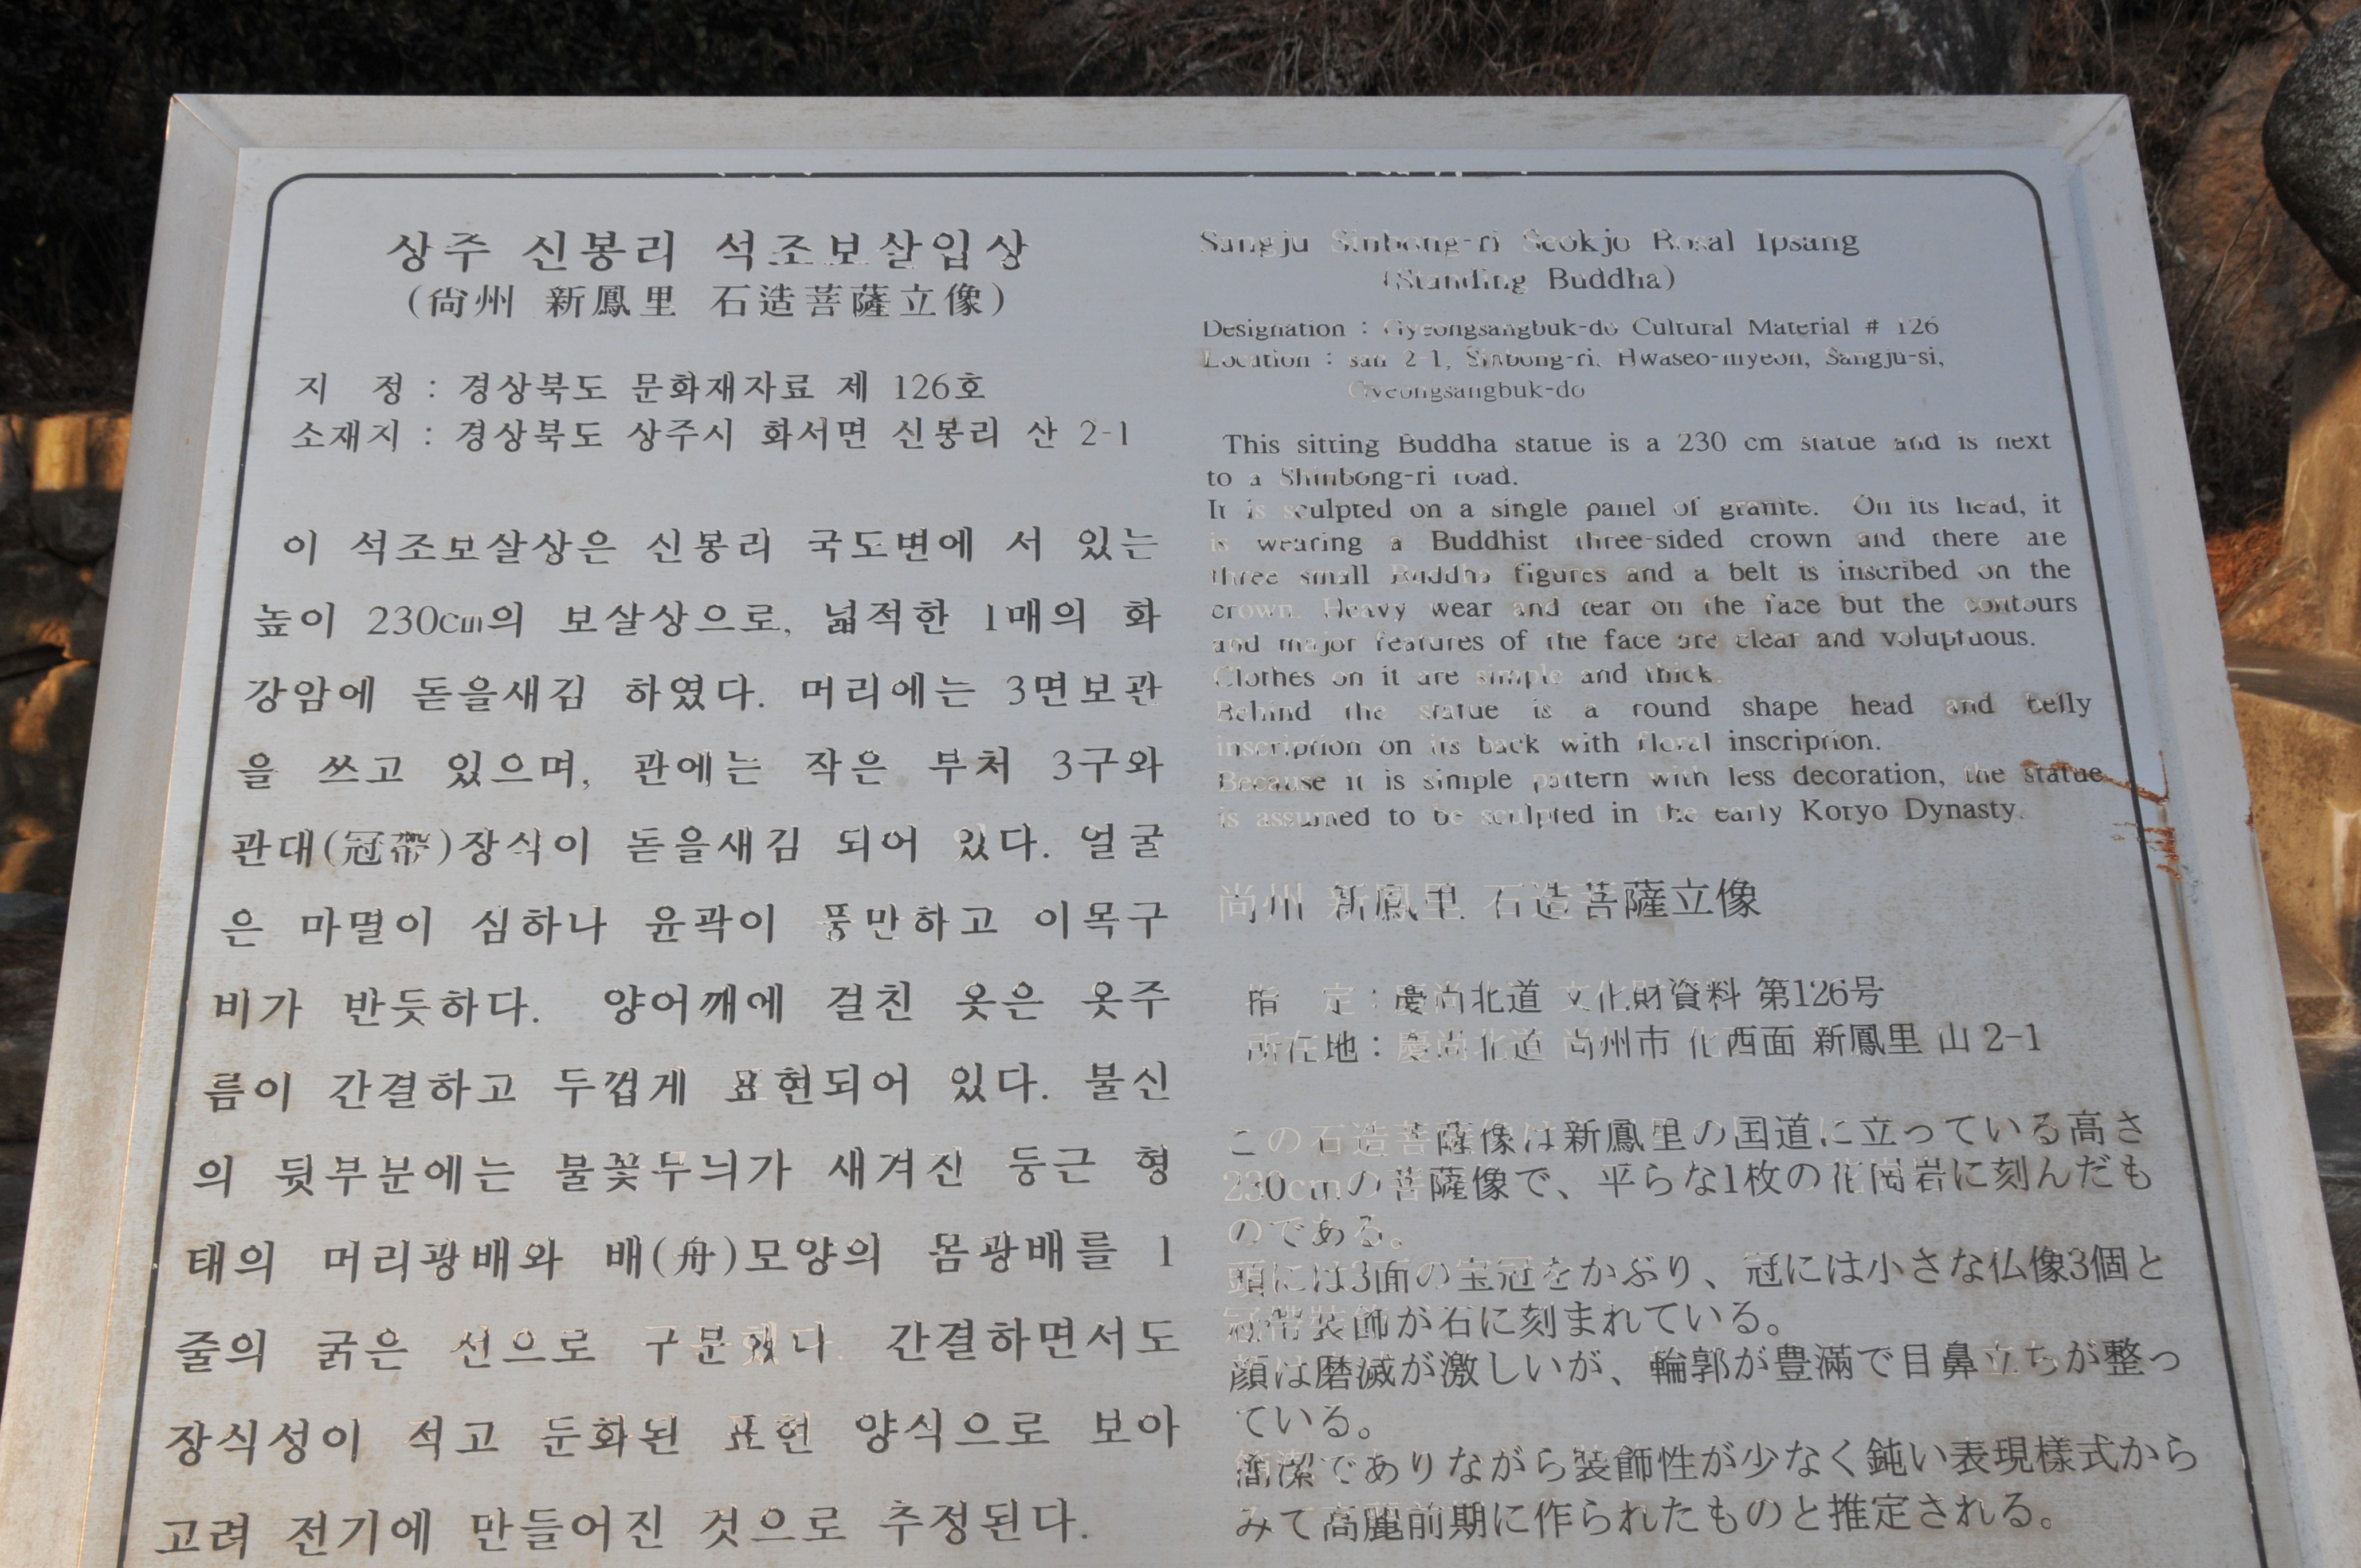 상주 신봉리 석조보살입상
(尙州 新鳳里 石造菩薩立像)
지 정 : 경상북도 문화재자료 제 126호
소재지 : 경상북도 상주시 화서면 신봉리 산 2-1
이 석조보살상은 신봉리 국도변에 서 있는
높이 230cm의 보살상으로, 넓적한 1매의 화
강암에 돋을새김 하였다. 머리에는 3면보관
을 쓰고 있으며, 관에는 작은 부처 3구와
관대(冠帶)장식이 돋을새김 되어 있다. 얼굴
은 마멸이 심하나 윤곽이 풍만하고 이목구
비가 반듯하다. 양어깨에 걸친 옷은 옷주
름이 간결하고 두껍게 표현되어 있다. 불신
의 뒷부분에는 불꽃무늬가 새겨진 둥근 형
태의 머리광배와 배(舟)모양의 몸광배를 1
줄의 굵은 선으로 구분했다. 간결하면서도
장식성이 적고 둔화된 표현 양식으로 보아
고려 전기에 만들어진 것으로 추정된다.
Sangju Sinbong-ri Seokjo Bosal Ipsang
(Standing Buddha)
Designation : Gyeongsangbuk-do Cultural Material # 126
Location : san 2-1, Sinbong-ri, Hwaseo-myeon, Sangju-si,
Gyeongsangbuk-do
This sitting Buddha statue is a 230 cm statue and is next
to a Shinbong-ri road.
It is sculpted on a single panel of granite. On its head, it
is wearing a Buddhist three-sided crown and there are
three small Buddha figures and a belt is inscribed on the
crown. Heavy wear and tear on the face but the contours
and major features of the face are clear and voluptuous.
Clothes on it are simple and thick.
Behind the statue is a round shape head and belly
inscription on its back with floral inscription.
Because it is simple pattern with less decoration, the statue
is assumed to be sculpted in the early Koryo Dynasty.
尚州 新鳳里 石造菩薩立像
指 定 : 慶尚北道 文化財資料 第126号
所在地 : 慶尚北道 尚州市 化西面 新鳳里 山 2-1
この石造菩薩像は新鳳里の国道に立っている高さ
230cmの菩薩像で、平らな1枚の花岡岩に刻んだも
のである。
頭には3面の宝冠をかぶり、冠には小さな仏像3個と
冠帯装飾が石に刻まれている。
顔は磨滅が激しいが、輪郭が豊滿で目鼻立ちが整っ
ている。
簡潔でありながら装飾性が少なく鈍い表現様式から
みて高麗前期に作られたものと推定される。